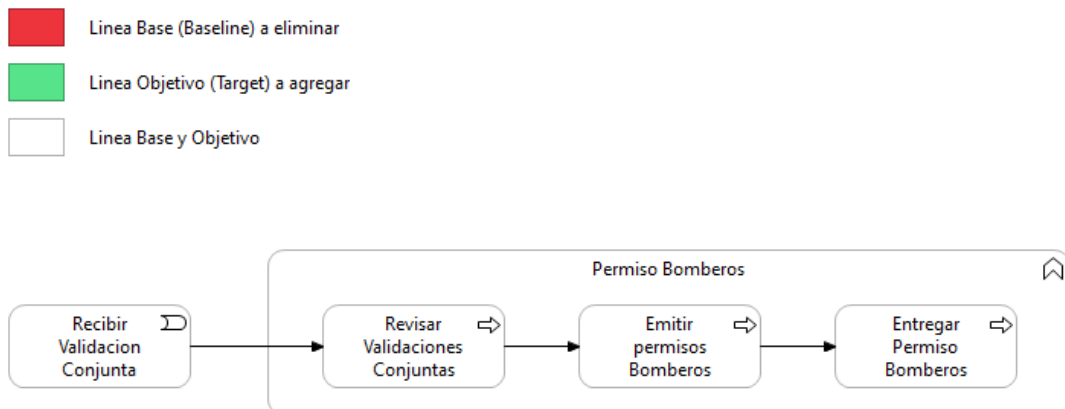 Linea Base (Baseline) a eliminar
Linea Objetivo (Target) a agregar
Linea Base y Objetivo
Permiso Bomberos
Recibir
Validacion
Conjunta
Revisar
Validaciones
Conjuntas
Emitir
permisos
Bomberos
Entregar
Permiso
Bomberos